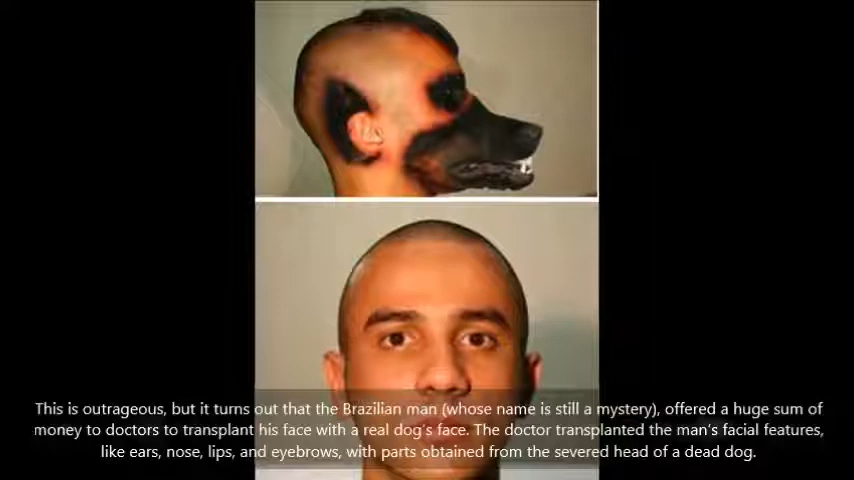 This is outrageous, but it turns out that the Brazilian man (whose name is still a mystery), offered a huge sum of
money to doctors to transplant his face with a real dog's face. The doctor transplanted the man's facial features,
like ears, nose, lips, and eyebrows, with parts obtained from the severed head of a dead dog.